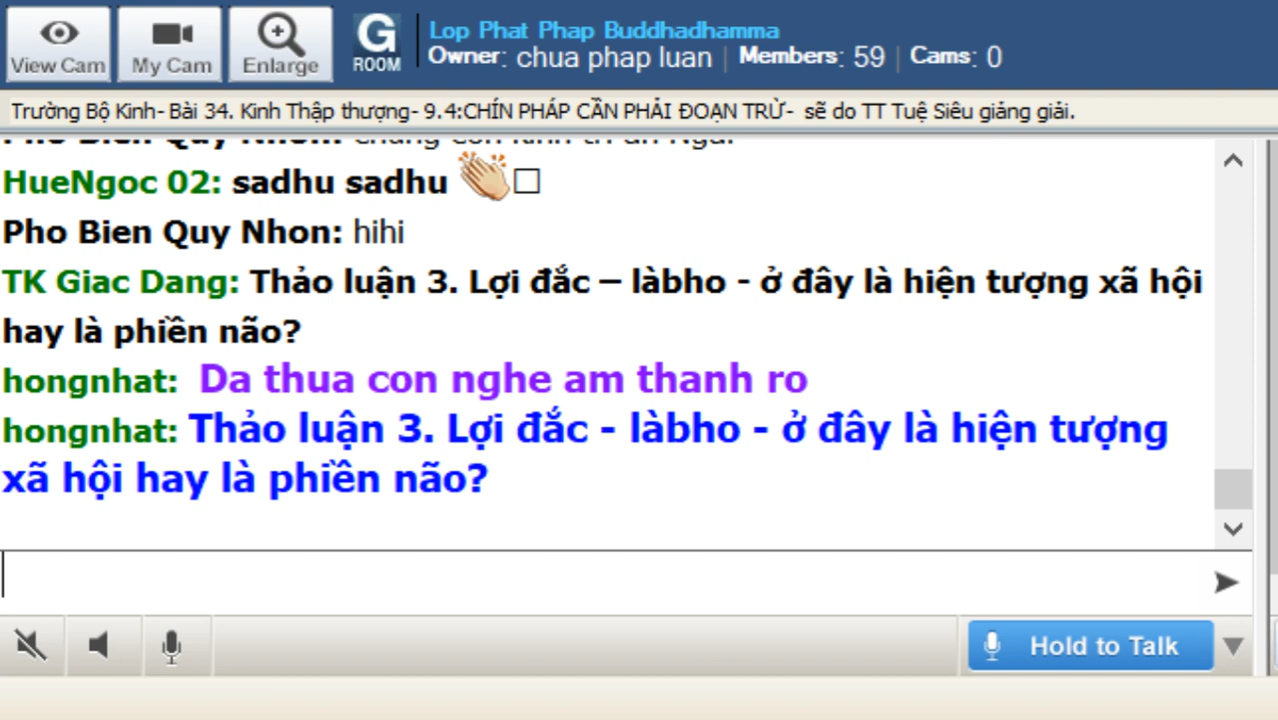 Lop Phat Phap Buddhadhamma
View Cam My Cam Enlarge G ROOM Owner: chua phap luan | Members: 59 | Cams: 0
Trường Bộ Kinh- Bài 34. Kinh Thập thượng- 9.4:CHÍN PHÁP CẦN PHẢI ĐOẠN TRỪ- sẽ do TT Tuệ Siêu giảng giải.
Pho Bien Quy Nhon:
HueNgoc 02: sadhu sadhu 👏□
Pho Bien Quy Nhon: hihi
TK Giac Dang: Thảo luận 3. Lợi đắc – làbho - ở đây là hiện tượng xã hội
hay là phiền não?
hongnhat: Da thua con nghe am thanh ro
hongnhat: Thảo luận 3. Lợi đắc - làbho - ở đây là hiện tượng
xã hội hay là phiền não?
Hold to Talk